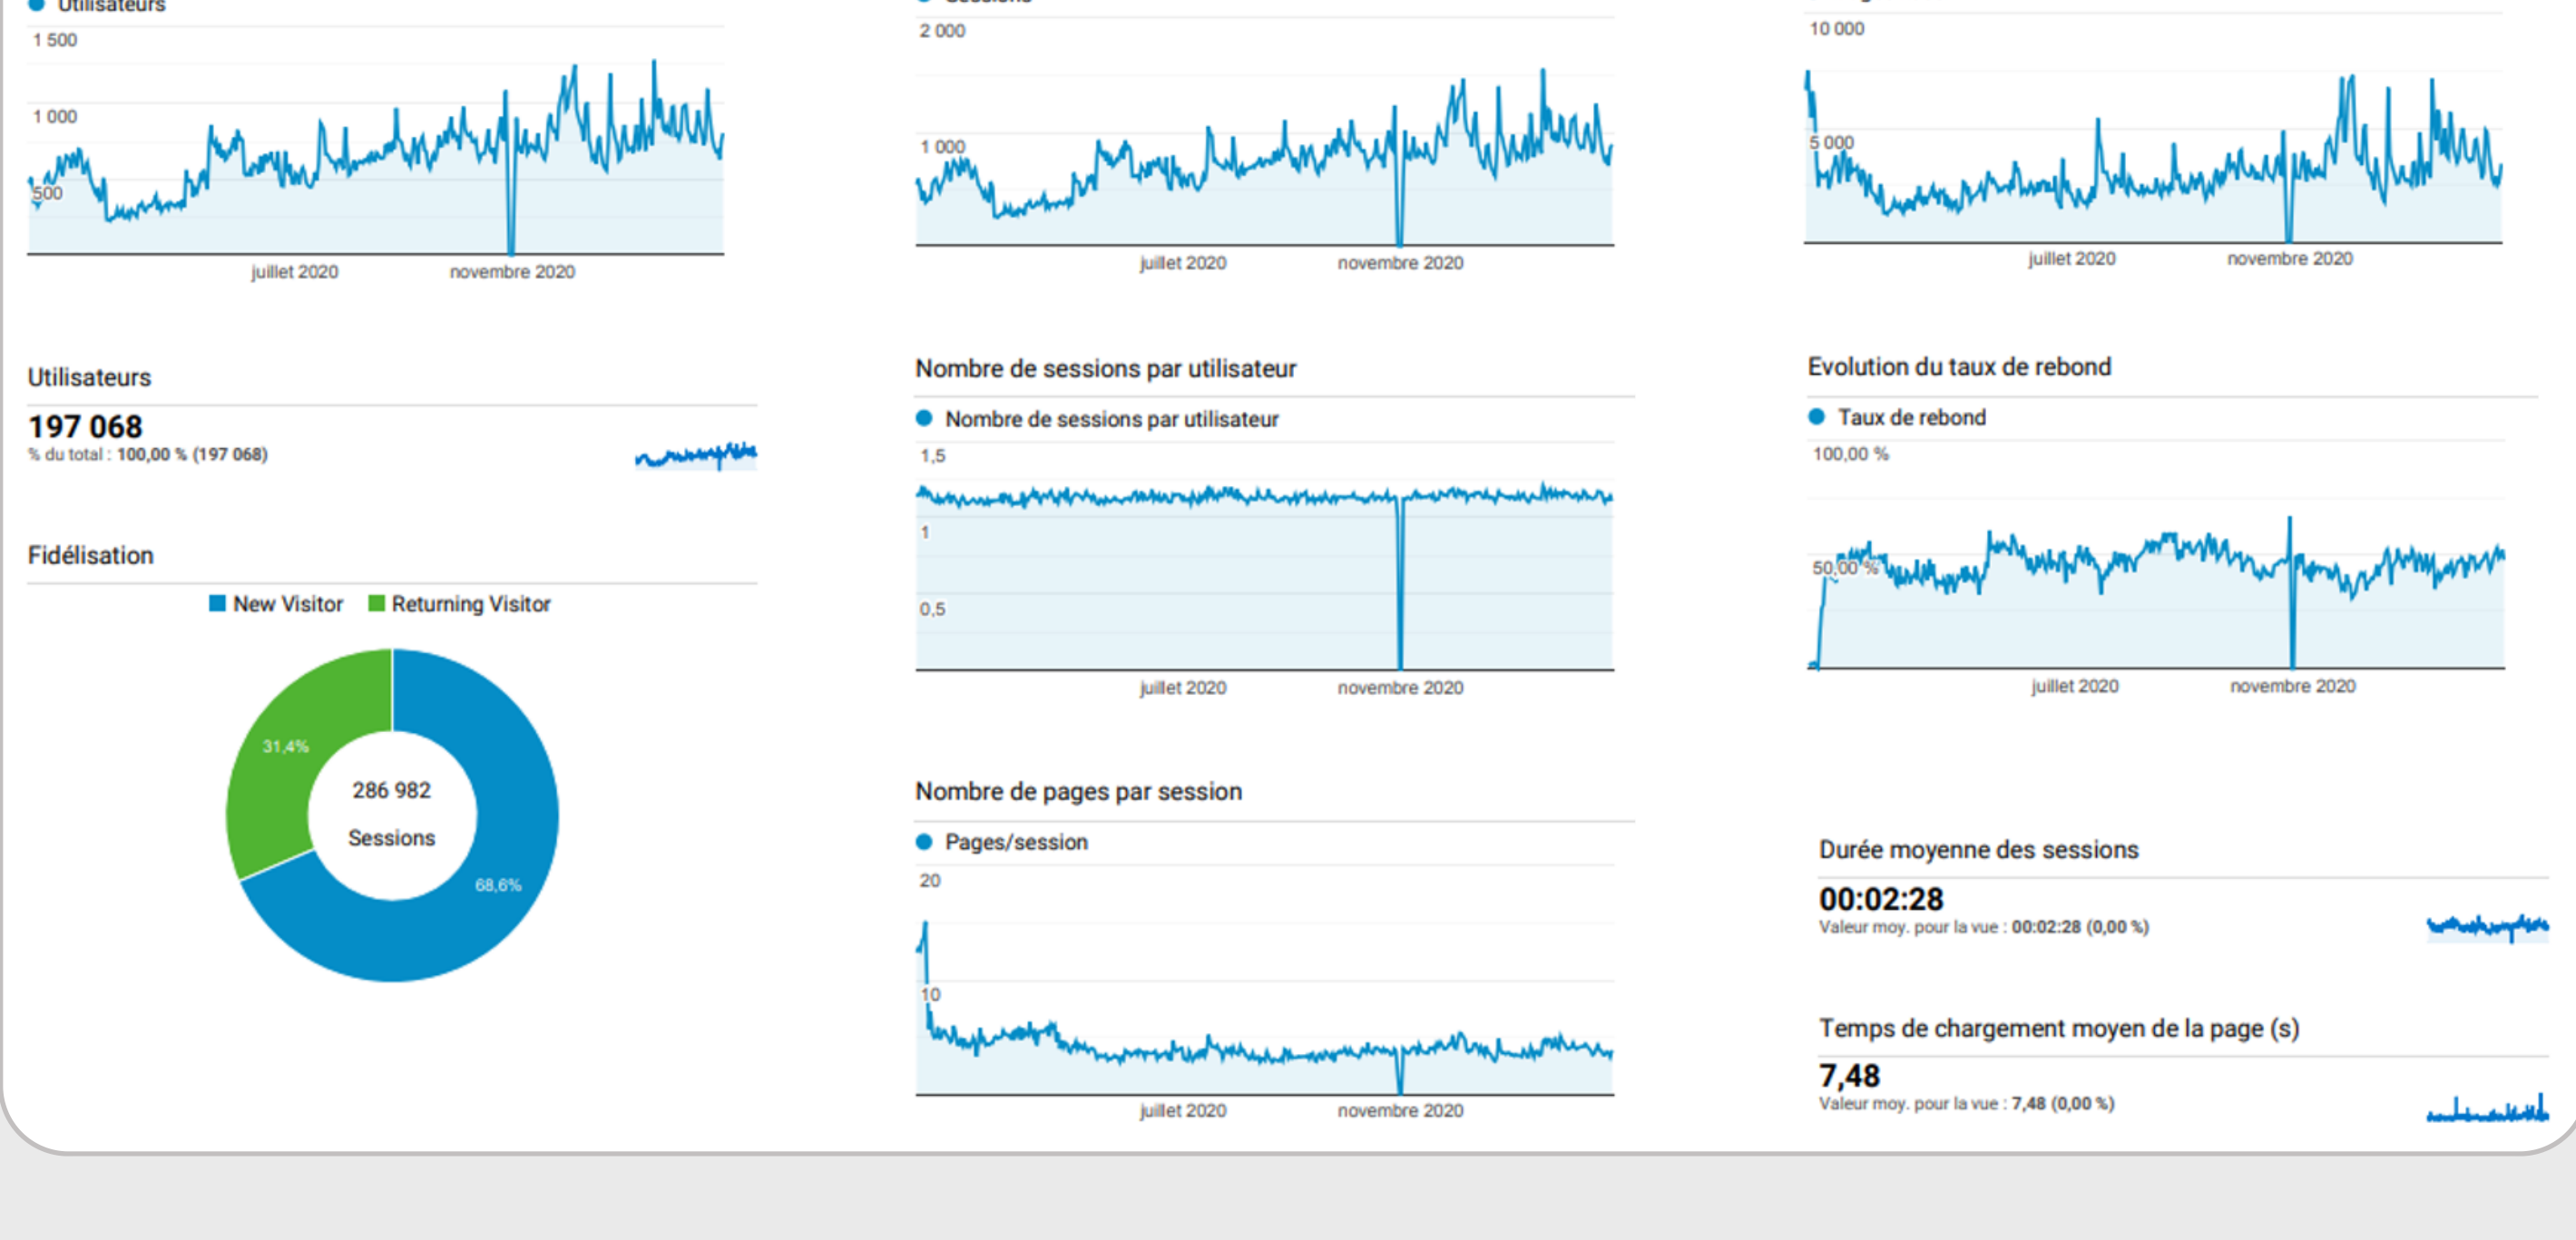 Utilisateurs
1 500
1 000
500
juillet 2020 novembre 2020
Utilisateurs
197 068
% du total : 100,00 % (197 068)
Fidélisation
New Visitor Returning Visitor
31,4%
286 982
Sessions
68,6%
Sessions
2 000
1 000
juillet 2020 novembre 2020
Nombre de sessions par utilisateur
Nombre de sessions par utilisateur
1,5
1
0,5
juillet 2020 novembre 2020
Nombre de pages par session
Pages/session
20
10
juillet 2020 novembre 2020
10 000
5 000
juillet 2020 novembre 2020
Evolution du taux de rebond
Taux de rebond
100,00 %
50,00 %
juillet 2020 novembre 2020
Durée moyenne des sessions
00:02:28
Valeur moy. pour la vue : 00:02:28 (0,00 %)
Temps de chargement moyen de la page (s)
7,48
Valeur moy. pour la vue : 7,48 (0,00 %)